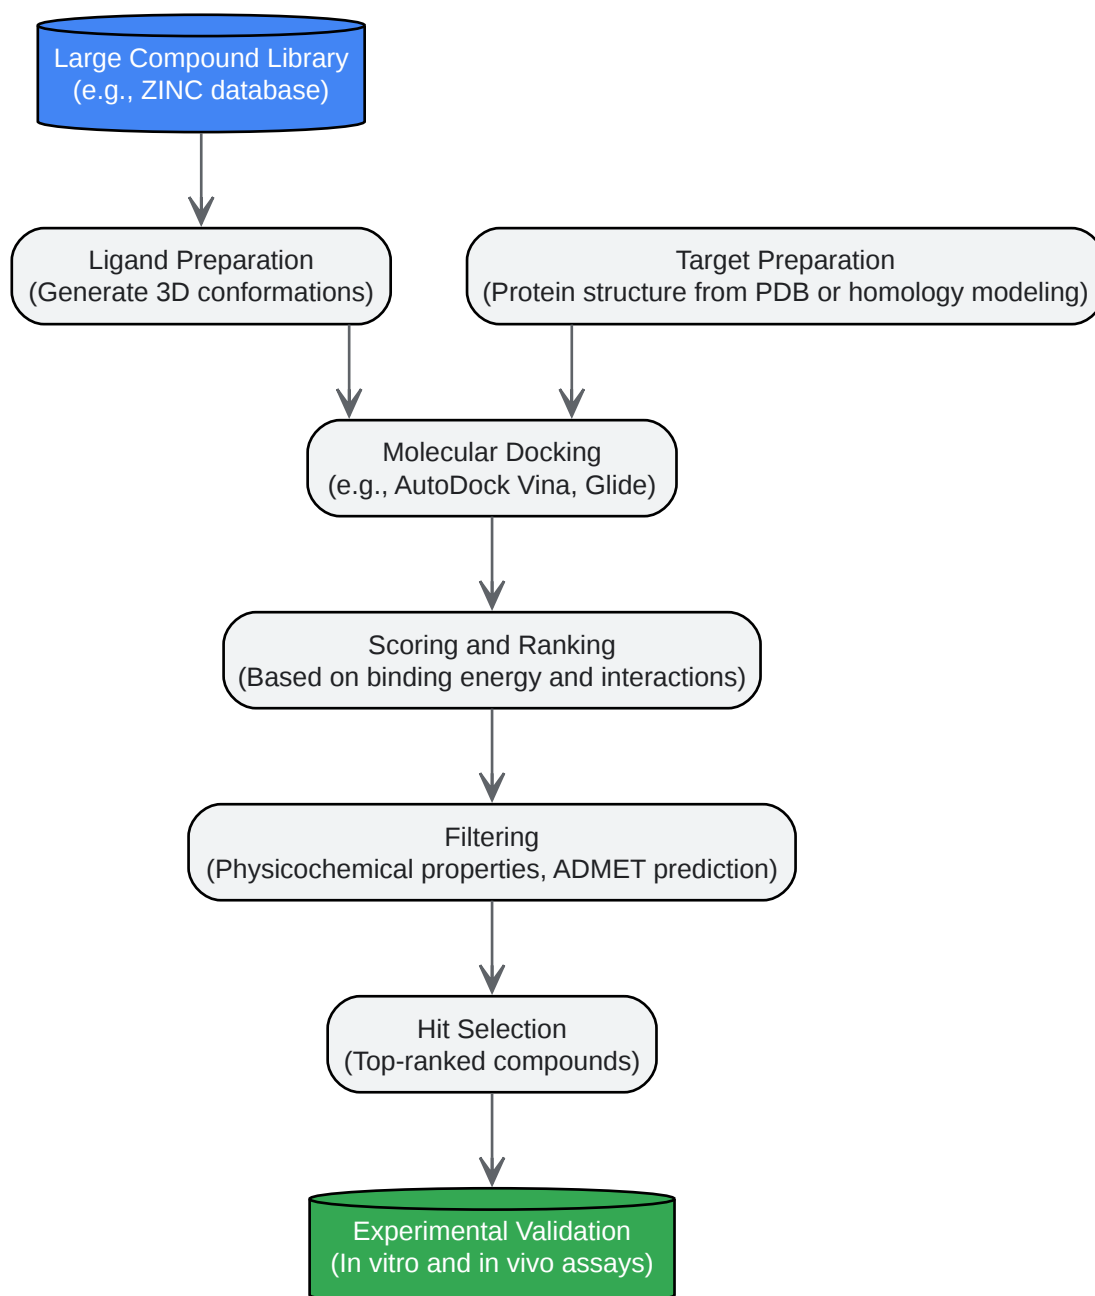 Large Compound Library
(e.g., ZINC database)
Ligand Preparation
(Generate 3D conformations)
Target Preparation
(Protein structure from PDB or homology modeling)
Molecular Docking
(e.g., AutoDock Vina, Glide)
Scoring and Ranking
(Based on binding energy and interactions)
Filtering
(Physicochemical properties, ADMET prediction)
Hit Selection
(Top-ranked compounds)
Experimental Validation
(In vitro and in vivo assays)